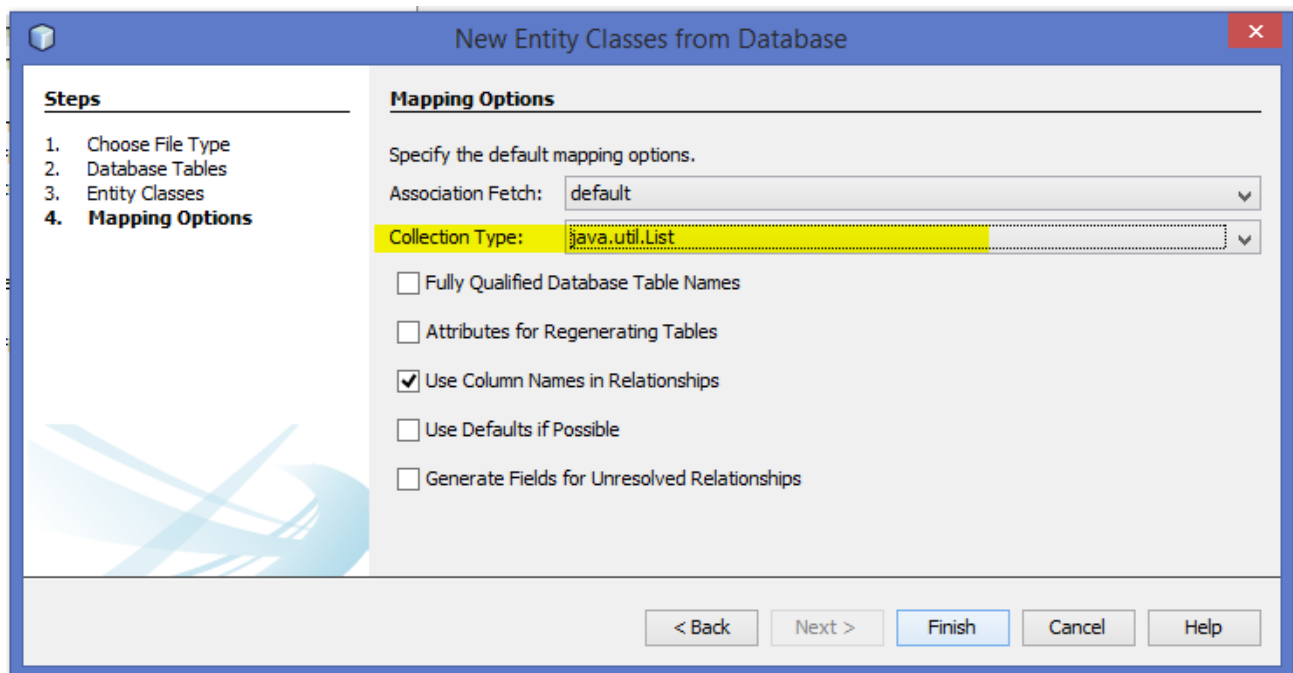 New Entity Classes from Database
Steps
1. Choose File Type
2. Database Tables
3. Entity Classes
4. Mapping Options
Mapping Options
Specify the default mapping options.
Association Fetch: default
Collection Type: java.util.List
Fully Qualified Database Table Names
Attributes for Regenerating Tables
Use Column Names in Relationships
Use Defaults if Possible
Generate Fields for Unresolved Relationships
< Back Next > Finish Cancel Help